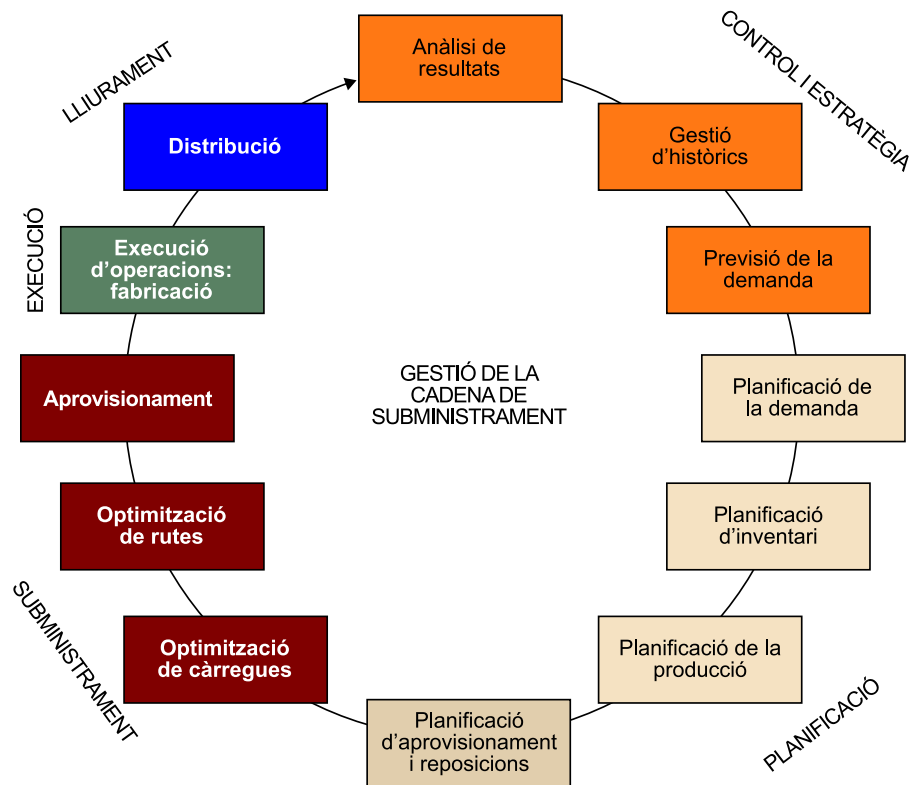 Anàlisi de
resultats
CONTROL I ESTRATÈGIA
Gestió
d’històrics
Previsió de la
demanda
Planificació de
la demanda
Planificació
d’inventari
Planificació de la
producció
PLANIFICACIÓ
Planificació
d’aprovisionament
i reposicions
Optimització
de càrregues
SUBMINISTRAMENT
Optimització
de rutes
Aprovisionament
Execució
d’operacions:
fabricació
EXECUCIÓ
Distribució
LLIURAMENT
GESTIÓ DE LA
CADENA DE
SUBMINISTRAMENT